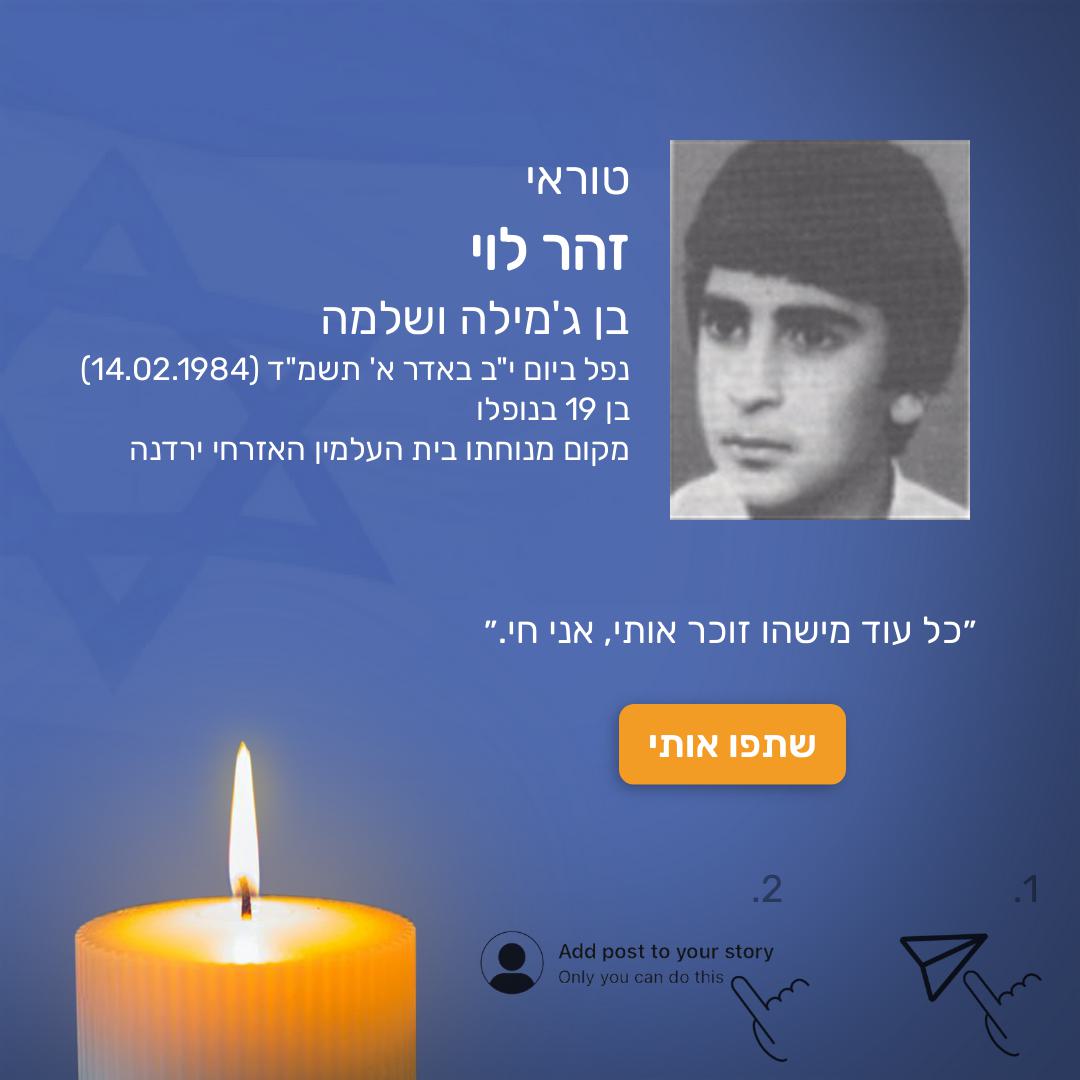 טוראי
זהר לוי
בן ג'מילה ושלמה
נפל ביום י"ב באדר א' תשמ"ד (14.02.1984)
בן 19 בנופלו
מקום מנוחתו בית העלמין האזרחי ירדנה
״כל עוד מישהו זוכר אותי, אני חי.״
שתפו אותי
.1
.2
Add post to your story
Only you can do this